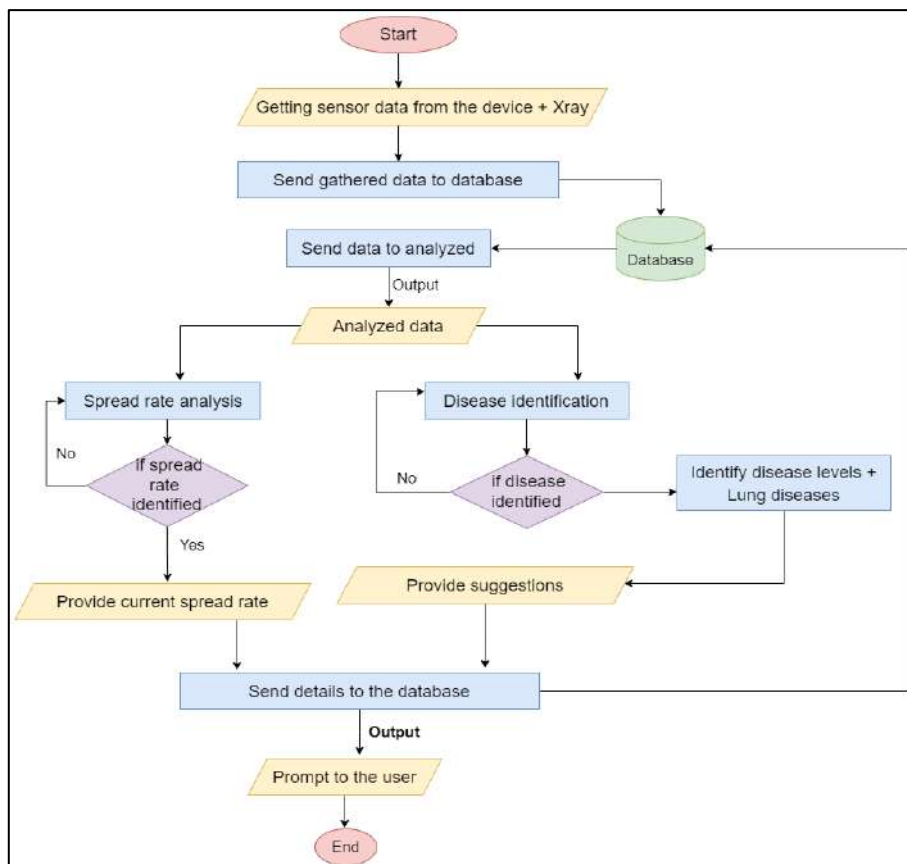 Start
Getting sensor data from the device + Xray
Send gathered data to database
Send data to analyzed
Database
Output
Analyzed data
Spread rate analysis
Disease identification
No
if spread
rate
identified
No
if disease
identified
Identify disease levels +
Lung diseases
Yes
Provide current spread rate
Provide suggestions
Send details to the database
Output
Prompt to the user
End